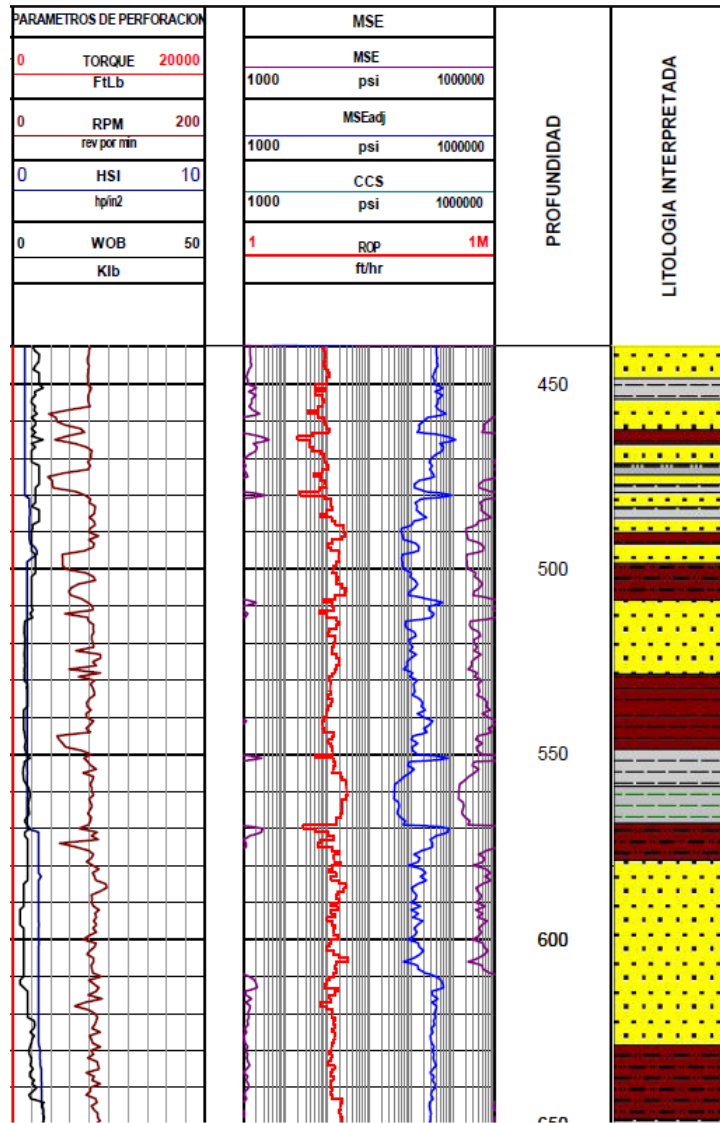 PARAMETROS DE PERFORACION
0 TORQUE 20000
FtLb
0 RPM 200
rev por min
0 HSI 10
hp/in2
0 WOB 50
Klb
MSE
MSE
1000 psi 1000000
MSEadj
1000 psi 1000000
CCS
1000 psi 1000000
1 ROP 1M
ft/hr
PROFUNDIDAD
LITOLOGIA INTERPRETADA
450
500
550
600
650